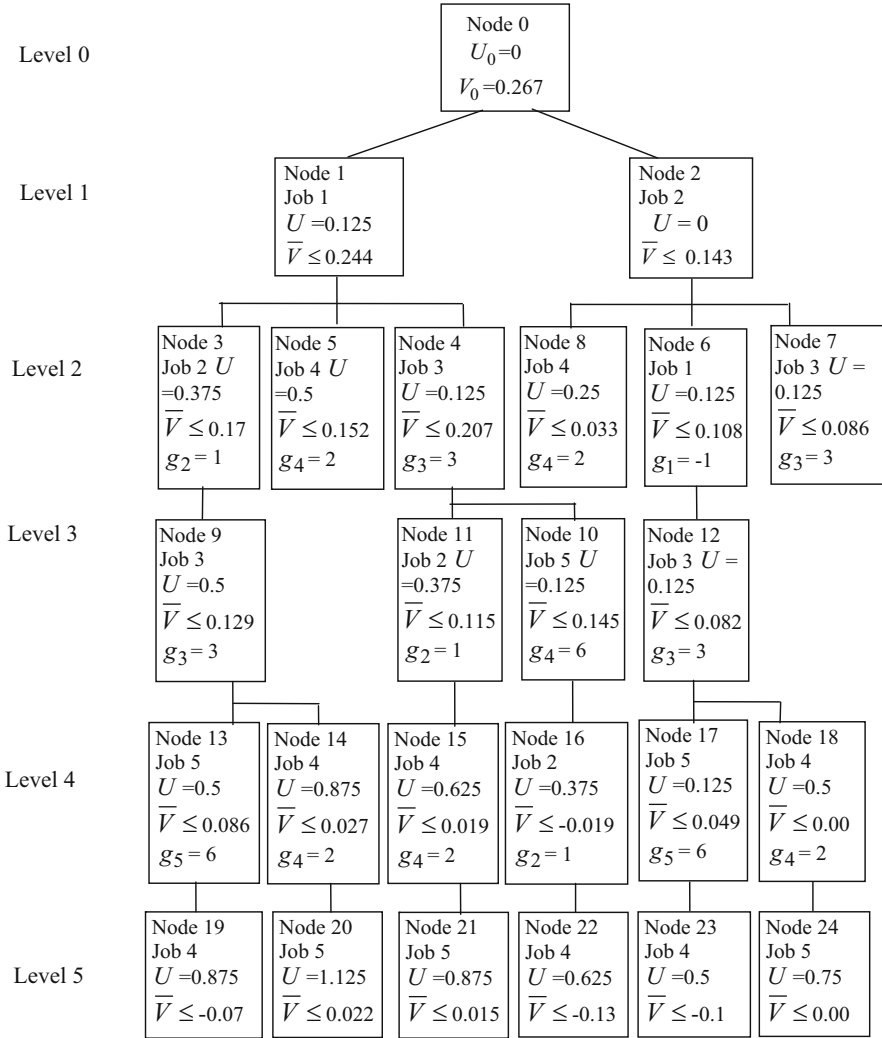 Level 0
Node 0
U₀=0
V₀=0.267
Level 1
Node 1
Job 1
U =0.125
V̅ ≤ 0.244
Node 2
Job 2
U = 0
V̅ ≤ 0.143
Level 2
Node 3
Job 2 U
=0.375
V̅ ≤ 0.17
g₂ = 1
Node 5
Job 4 U
=0.5
V̅ ≤ 0.152
g₄ = 2
Node 4
Job 3
U =0.125
V̅ ≤ 0.207
g₃ = 3
Node 8
Job 4
U =0.25
V̅ ≤ 0.033
g₄ = 2
Node 6
Job 1
U =0.125
V̅ ≤ 0.108
g₁ = -1
Node 7
Job 3 U =
0.125
V̅ ≤ 0.086
g₃ = 3
Level 3
Node 9
Job 3
U =0.5
V̅ ≤ 0.129
g₃ = 3
Node 11
Job 2 U
=0.375
V̅ ≤ 0.115
g₂ = 1
Node 10
Job 5 U
=0.125
V̅ ≤ 0.145
g₄ = 6
Node 12
Job 3 U =
0.125
V̅ ≤ 0.082
g₃ = 3
Level 4
Node 13
Job 5
U =0.5
V̅ ≤ 0.086
g₅ = 6
Node 14
Job 4
U =0.875
V̅ ≤ 0.027
g₄ = 2
Node 15
Job 4
U =0.625
V̅ ≤ 0.019
g₄ = 2
Node 16
Job 2
U =0.375
V̅ ≤ -0.019
g₂ = 1
Node 17
Job 5
U =0.125
V̅ ≤ 0.049
g₅ = 6
Node 18
Job 4
U =0.5
V̅ ≤ 0.00
g₄ = 2
Level 5
Node 19
Job 4
U =0.875
V̅ ≤ -0.07
Node 20
Job 5
U =1.125
V̅ ≤ 0.022
Node 21
Job 5
U =0.875
V̅ ≤ 0.015
Node 22
Job 4
U =0.625
V̅ ≤ -0.13
Node 23
Job 4
U =0.5
V̅ ≤ -0.1
Node 24
Job 5
U =0.75
V̅ ≤ 0.00